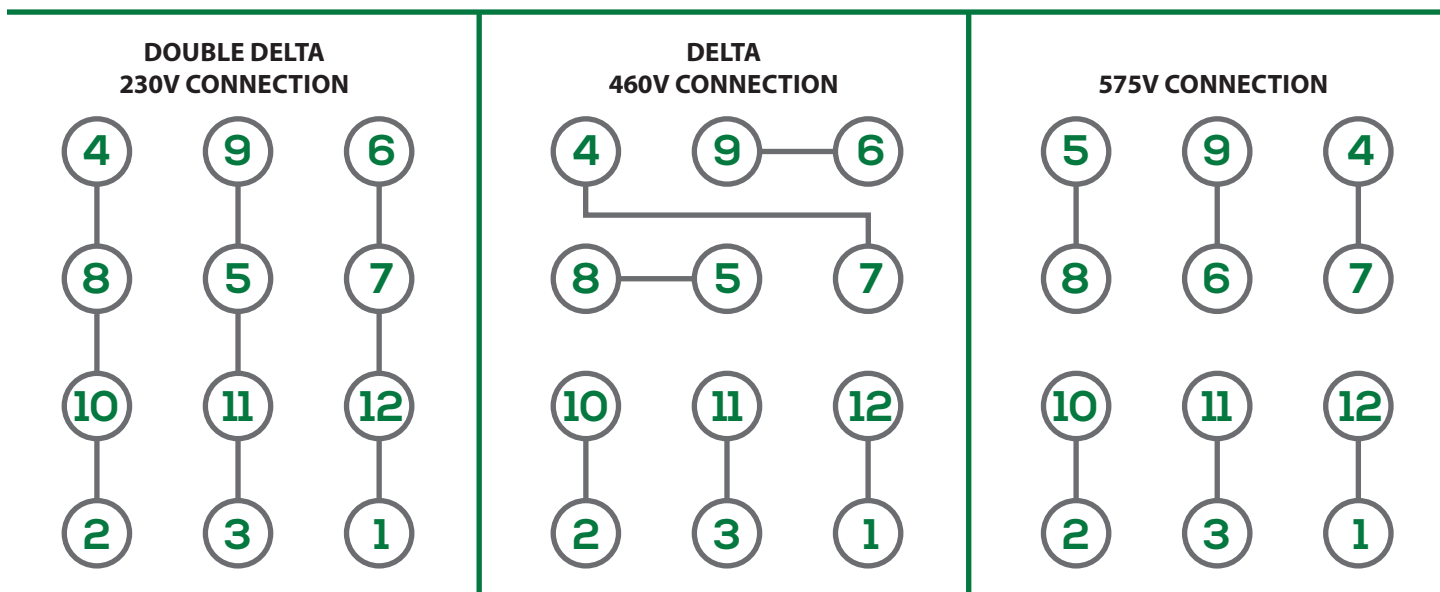 DOUBLE DELTA
230V CONNECTION
4 9 6
8 5 7
10 11 12
2 3 1
DELTA
460V CONNECTION
4 9 6
8 5 7
10 11 12
2 3 1
575V CONNECTION
5 9 4
8 6 7
10 11 12
2 3 1